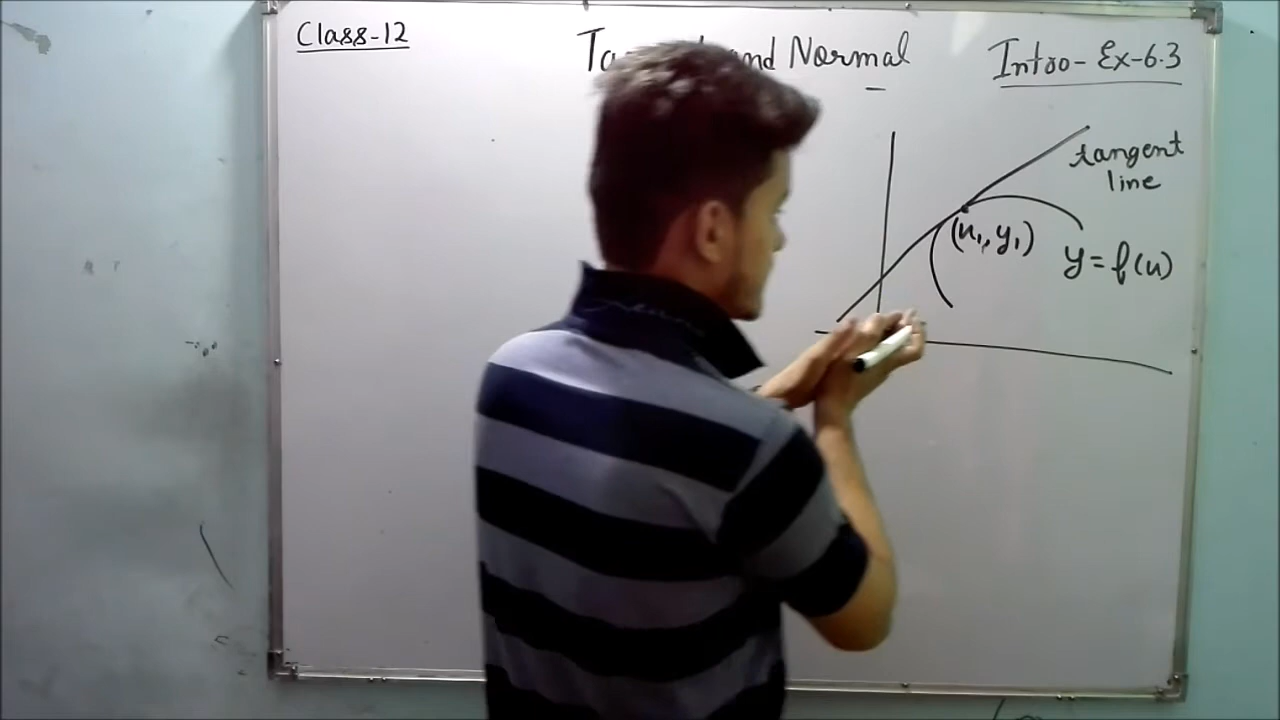 Class-12
and Normal
Intro-Ex-6.3
tangent
line
(x₁, y₁)
y = f(x)